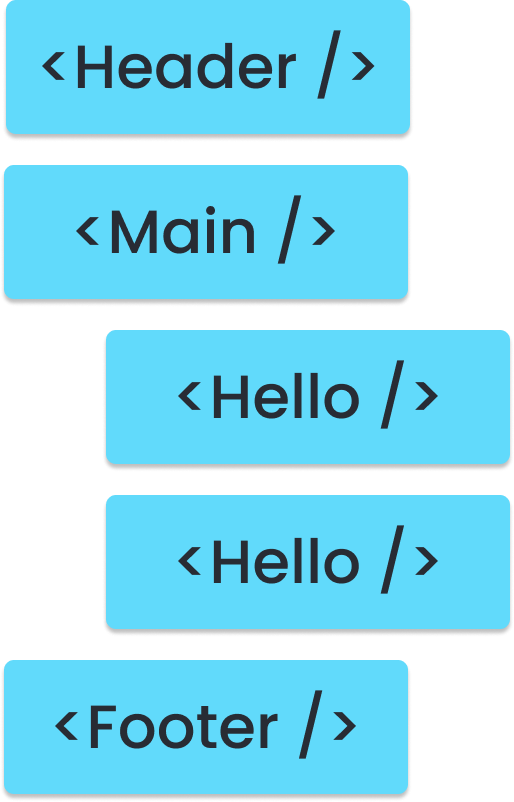 <Header />
<Main />
<Hello />
<Hello />
<Footer />